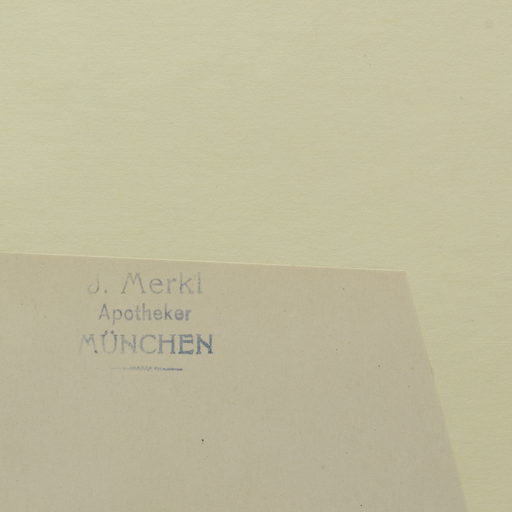 J. Merkl
Apotheker
MÜNCHEN